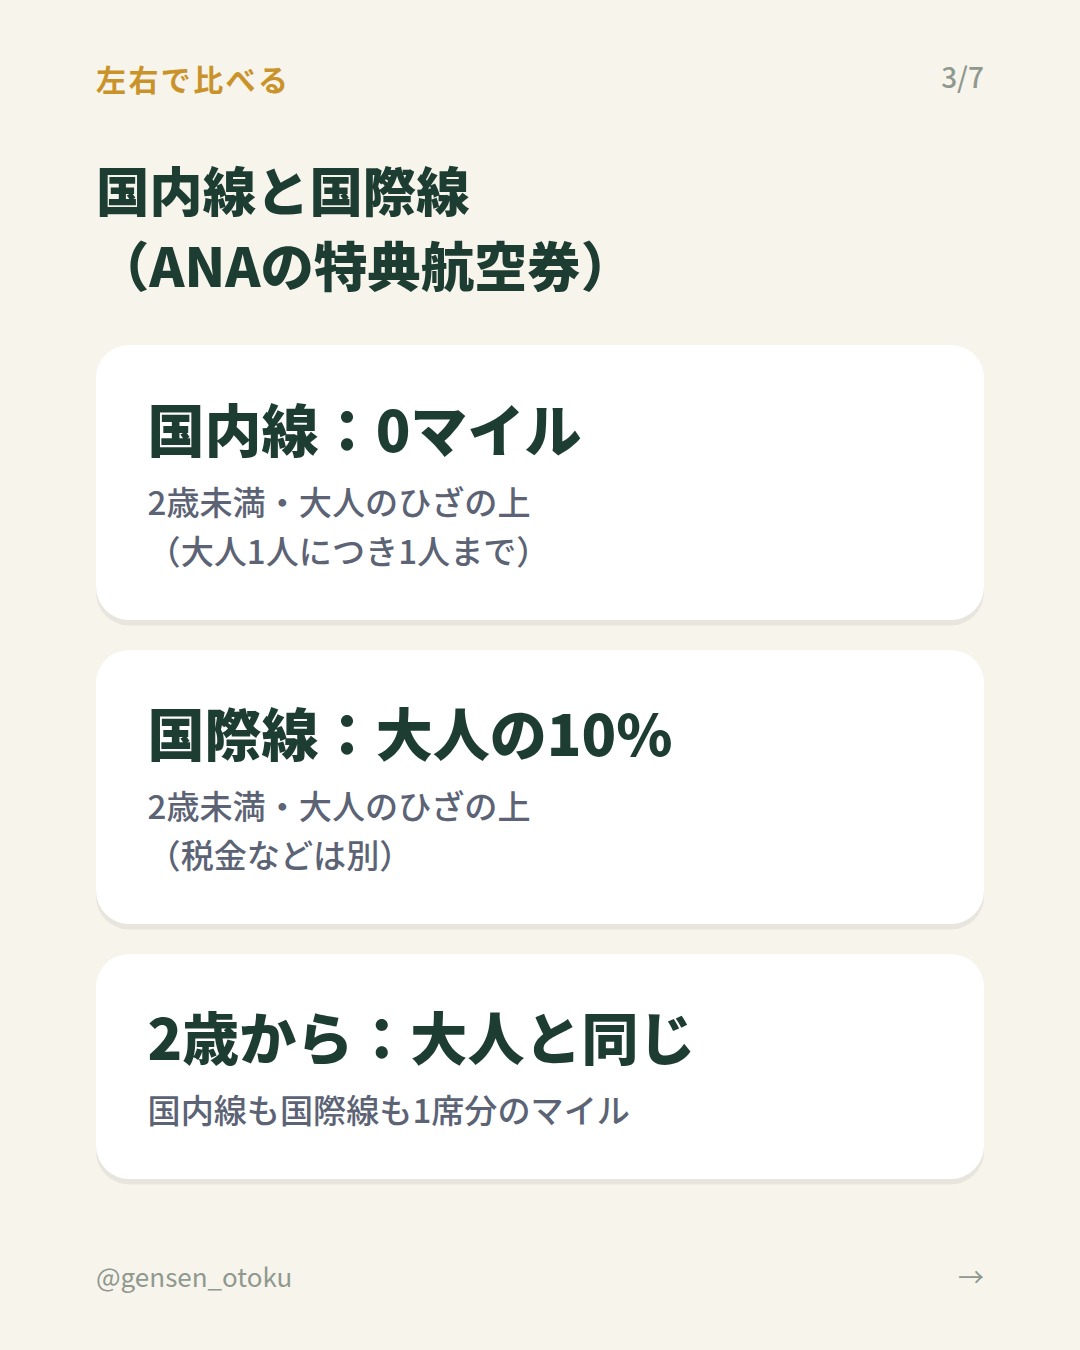 左右で比べる
3/7
国内線と国際線
（ANAの特典航空券）
国内線：0マイル
2歳未満・大人のひざの上
（大人1人につき1人まで）
国際線：大人の10%
2歳未満・大人のひざの上
（税金などは別）
2歳から：大人と同じ
国内線も国際線も1席分のマイル
@gensen_otoku
→